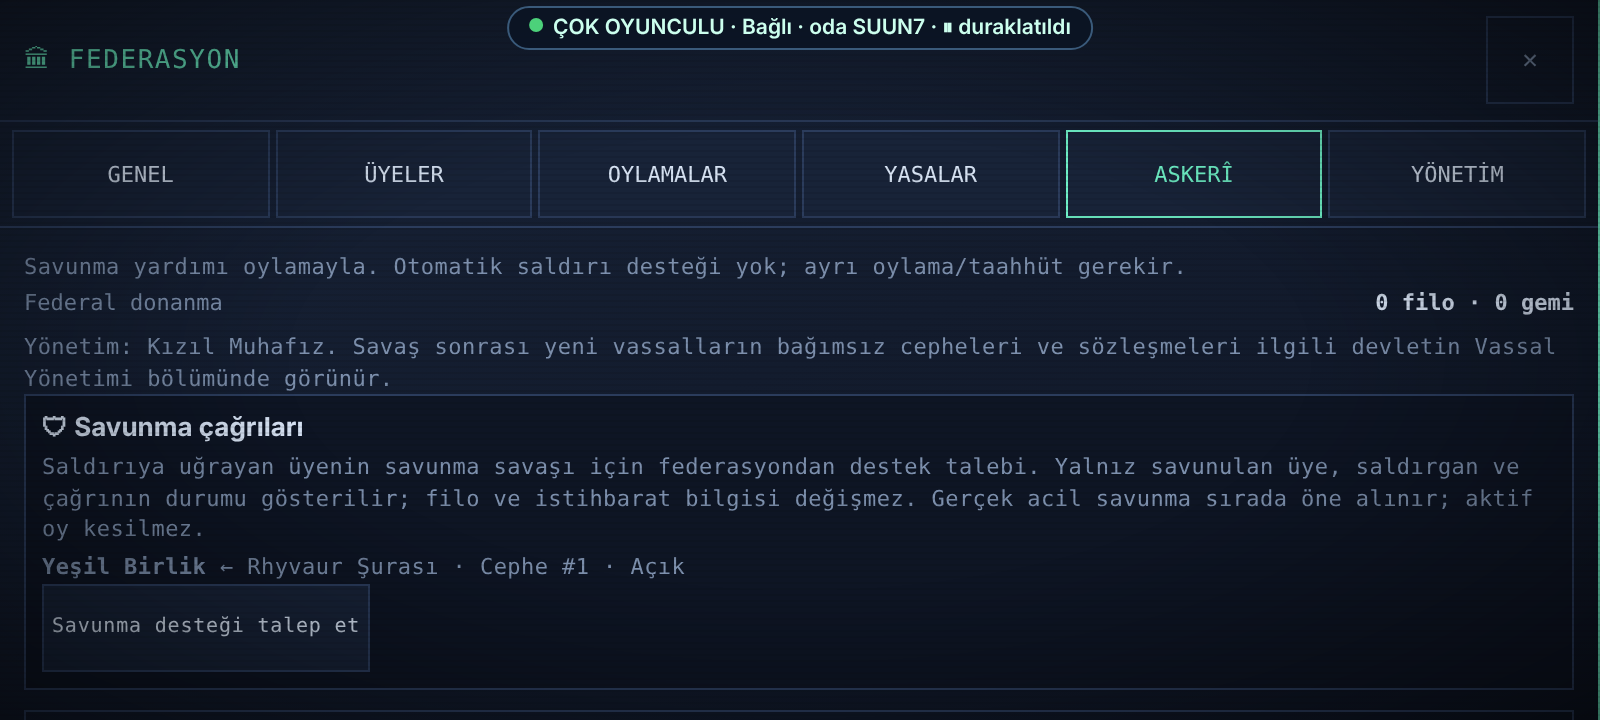 ÇOK OYUNCULU · Bağlı · oda SUUN7 · ⏸ duraklatıldı
🏛 FEDERASYON
×
GENEL
ÜYELER
OYLAMALAR
YASALAR
ASKERÎ
YÖNETİM
Savunma yardımı oylamayla. Otomatik saldırı desteği yok; ayrı oylama/taahhüt gerekir.
Federal donanma 0 filo · 0 gemi
Yönetim: Kızıl Muhafız. Savaş sonrası yeni vassalların bağımsız cepheleri ve sözleşmeleri ilgili devletin Vassal
Yönetimi bölümünde görünür.
🛡 Savunma çağrıları
Saldırıya uğrayan üyenin savunma savaşı için federasyondan destek talebi. Yalnız savunulan üye, saldırgan ve
çağrının durumu gösterilir; filo ve istihbarat bilgisi değişmez. Gerçek acil savunma sırada öne alınır; aktif
oy kesilmez.
Yeşil Birlik ← Rhyvaur Şurası · Cephe #1 · Açık
Savunma desteği talep et